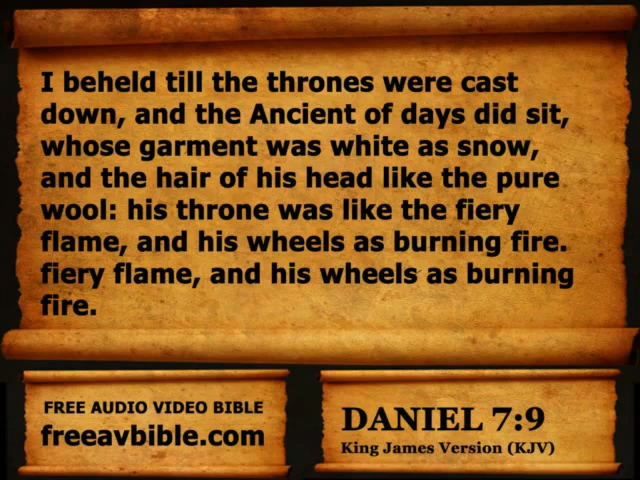 I beheld till the thrones were cast
down, and the Ancient of days did sit,
whose garment was white as snow,
and the hair of his head like the pure
wool: his throne was like the fiery
flame, and his wheels as burning fire.
fiery flame, and his wheels as burning
fire.
FREE AUDIO VIDEO BIBLE
freeavbible.com
DANIEL 7:9
King James Version (KJV)